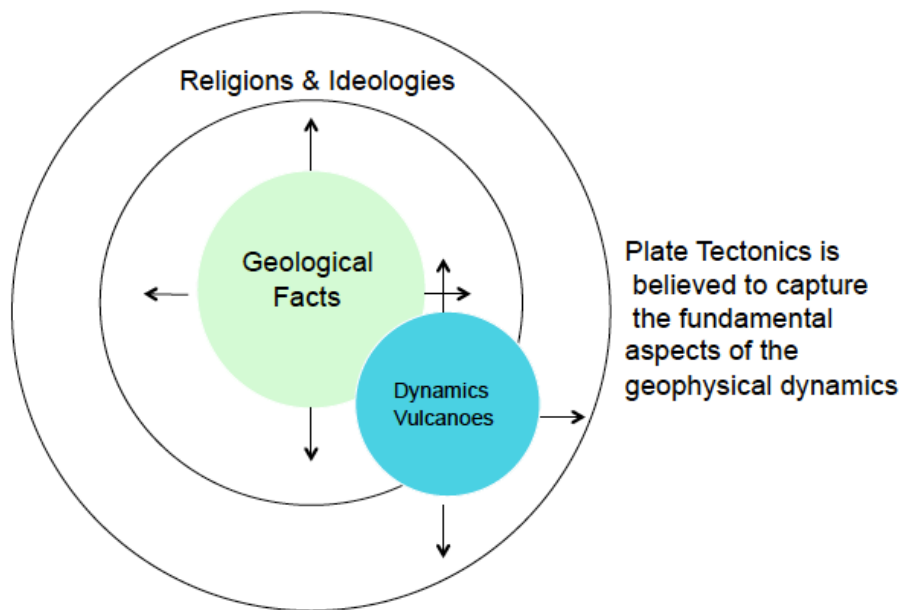 Religions & Ideologies
Geological
Facts
Plate Tectonics is
believed to capture
the fundamental
aspects of the
geophysical dynamics
Dynamics
Vulcanoes